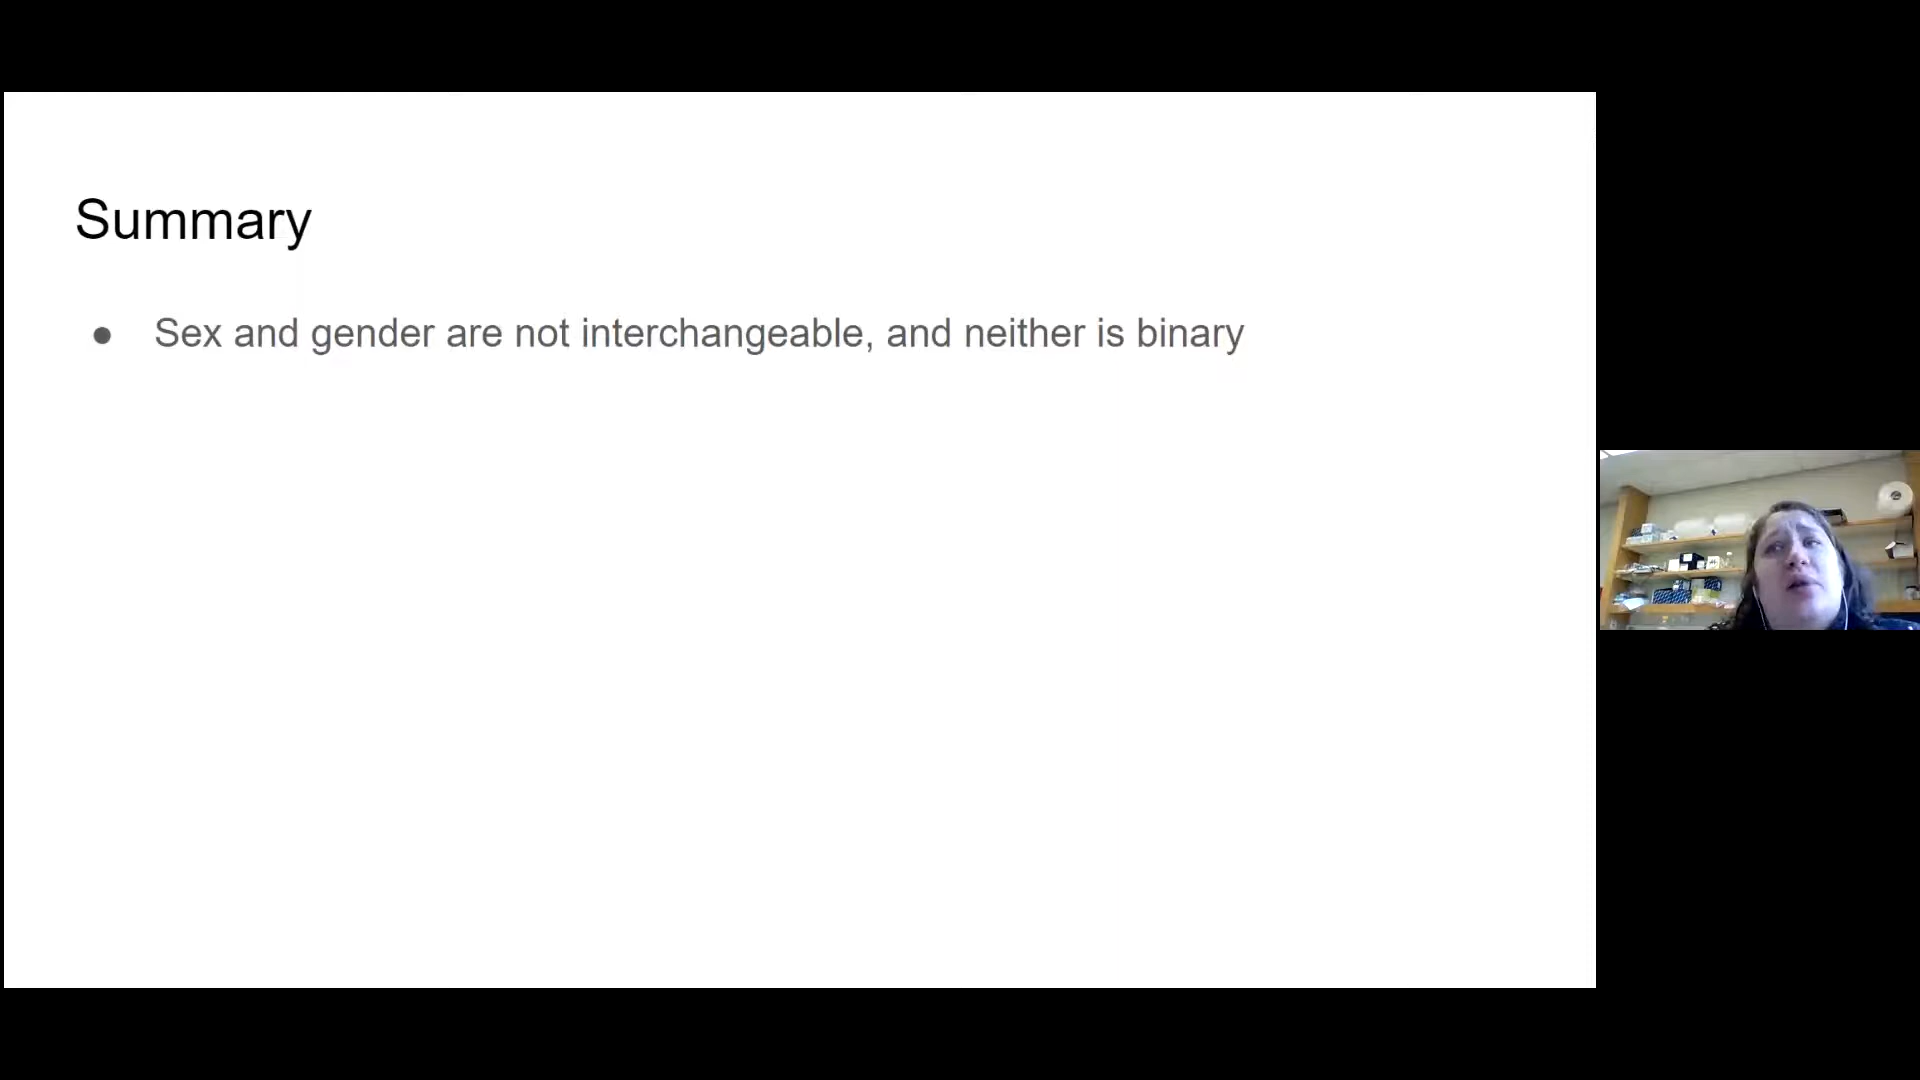 Summary
● Sex and gender are not interchangeable, and neither is binary